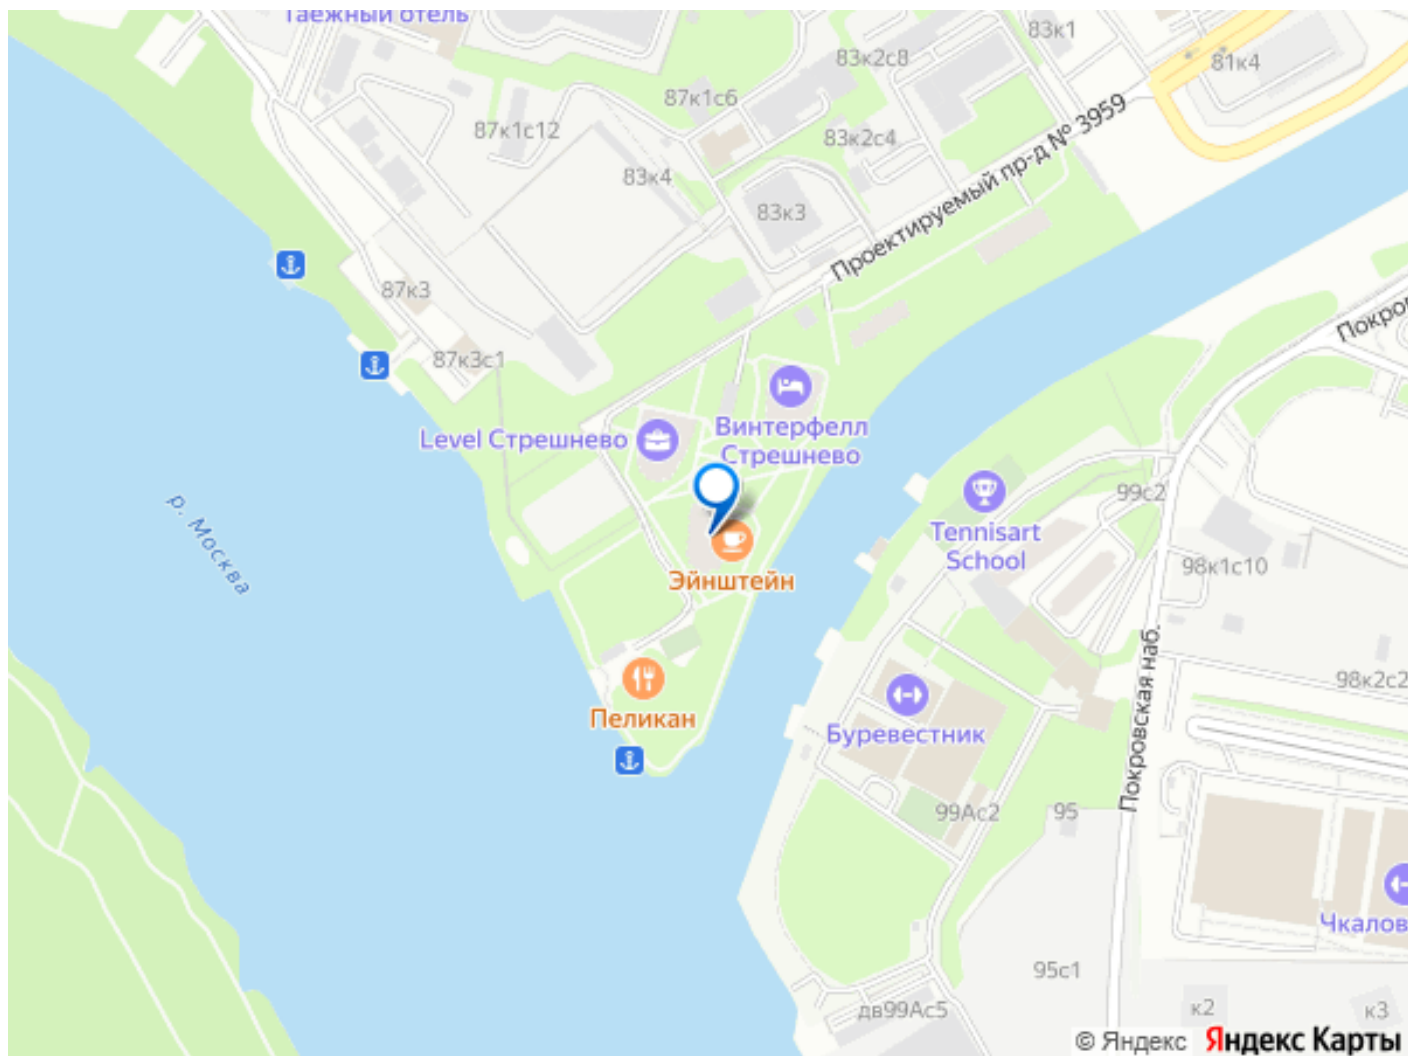 Таёжный отель
83к1
83к2с8
81к4
87к1с6
87к1с12
83к2с4
Проектируемый пр-д № 3959
83к4
83к3
87к3
87к3с1
Level Стрешнево
Винтерфелл
Стрешнево
Покров
р. Москва
99с2
Tennisart
School
Эйнштейн
98к1с10
Пеликан
Буревестник
Покровская наб.
98к2с2
99Ас2
95
Чкалов
95с1
дв99Ас5
к2
к3
© Яндекс Яндекс Карты